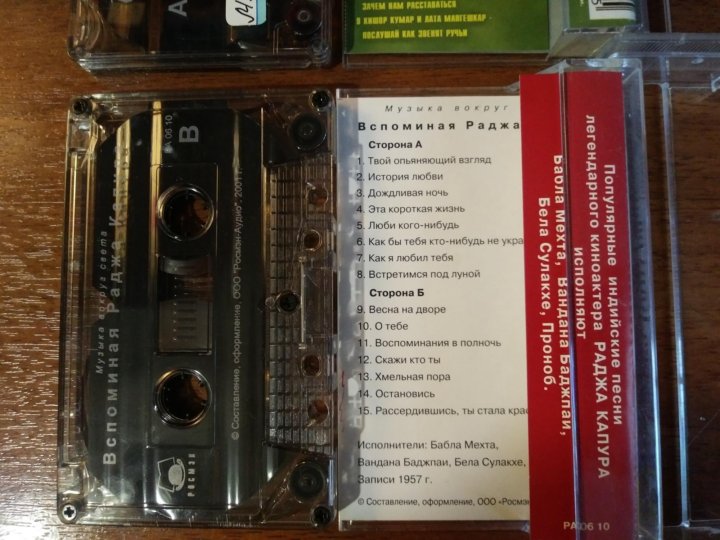 А
ЗАЧЕМ НАМ РАССТАВАТЬСЯ
КИШОР КУМАР И ЛАТА МАНГЕШКАР
ПОСЛУШАЙ КАК ЗВЕНЯТ РУЧЬИ
РА 06 10
В
Музыка вокруг света
Вспоминая Раджа Капура
© Составление, оформление, ООО "Росмэн-Аудио", 2001 г.
РОСМЭН
Музыка вокруг
Вспоминая Раджа
Сторона А
1. Твой опьяняющий взгляд
2. История любви
3. Дождливая ночь
4. Эта короткая жизнь
5. Люби кого-нибудь
6. Как бы тебя кто-нибудь не укра
7. Как я любил тебя
8. Встретимся под луной
Сторона Б
9. Весна на дворе
10. О тебе
11. Воспоминания в полночь
12. Скажи кто ты
13. Хмельная пора
14. Остановись
15. Рассердившись, ты стала крас
Исполнители: Бабла Мехта,
Вандана Баджпаи, Бела Сулакхе,
Записи 1957 г.
© Составление, оформление, ООО «Росмэн
Популярные индийские песни
легендарного киноактера РАДЖА КАПУРА
исполняют
Бабла Мехта, Вандана Баджпаи,
Бела Сулакхе, Проноб.
РА 06 10